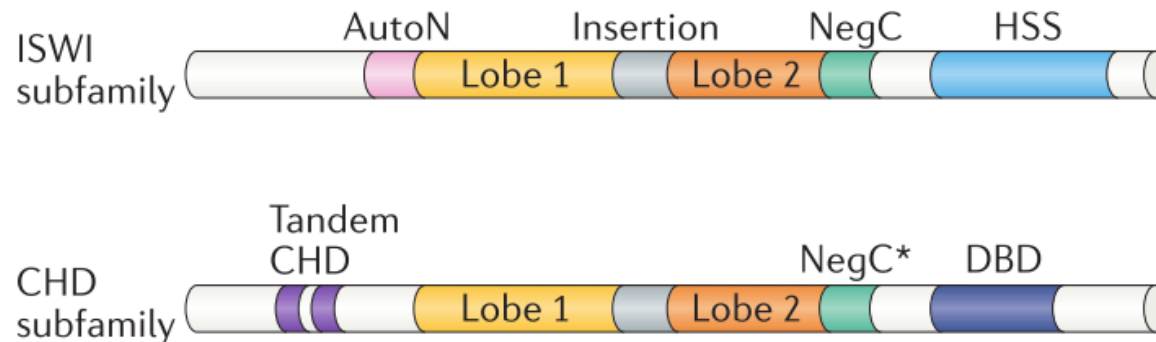 AutoN Insertion NegC HSS
ISWI
subfamily
Lobe 1 Lobe 2
Tandem
CHD
NegC* DBD
CHD
subfamily
Lobe 1 Lobe 2